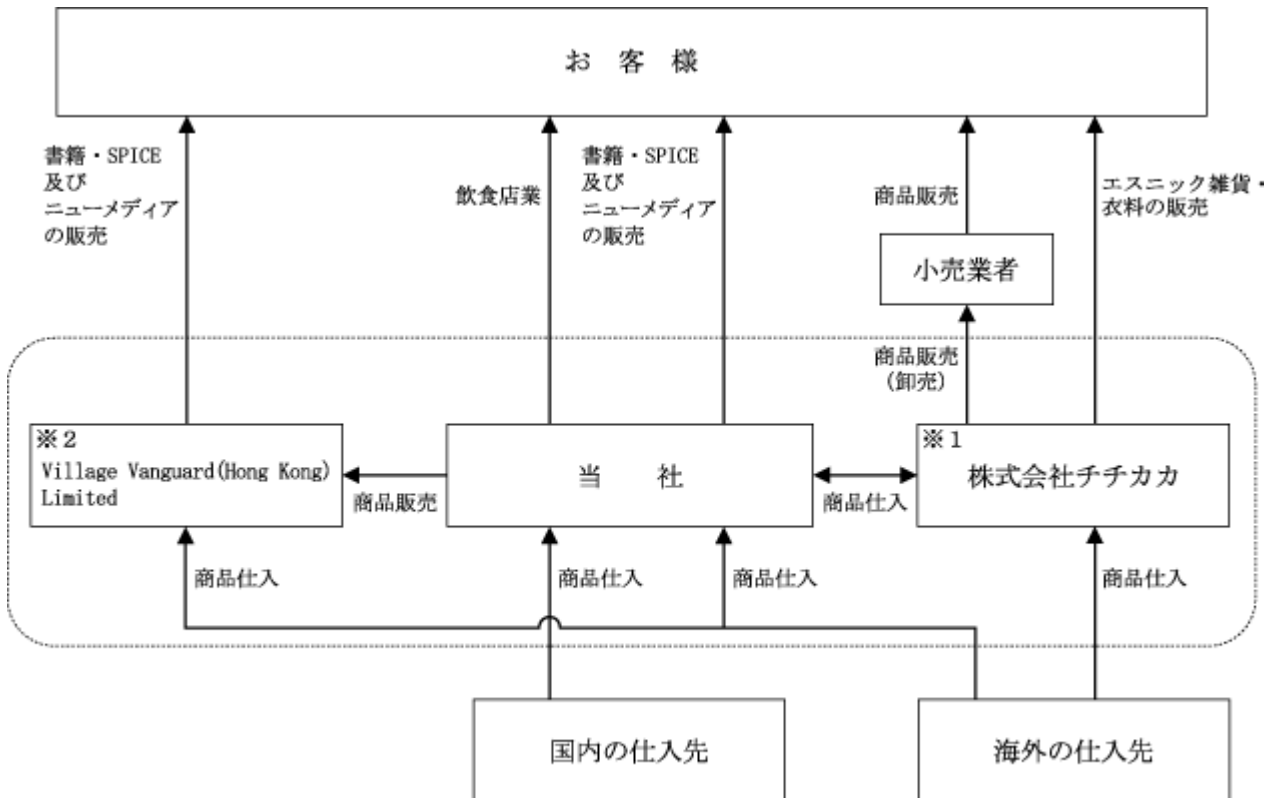 お　客　様
書籍・SPICE
及び
ニューメディア
の販売
飲食店業
書籍・SPICE
及び
ニューメディア
の販売
商品販売
エスニック雑貨・
衣料の販売
小売業者
商品販売
(卸売)
※2
Village Vanguard(Hong Kong)
Limited
商品販売
当　　社
商品仕入
※1
株式会社チチカカ
商品仕入
商品仕入
商品仕入
商品仕入
国内の仕入先
海外の仕入先